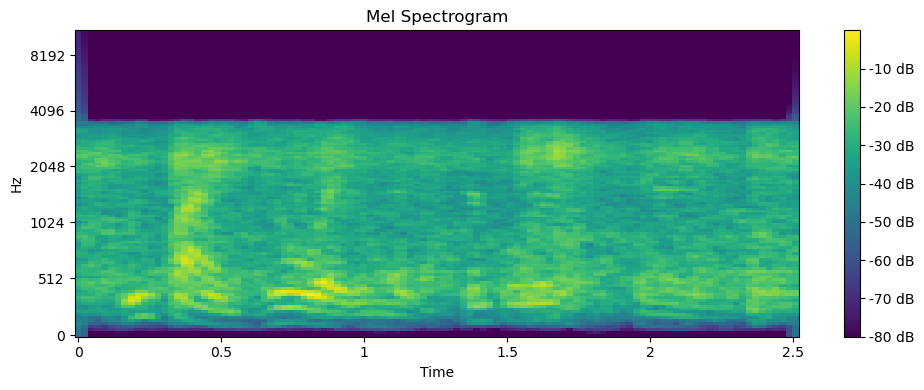 Mel Spectrogram
8192
4096
2048
1024
512
0
Hz
0 0.5 1 1.5 2 2.5
Time
-10 dB
-20 dB
-30 dB
-40 dB
-50 dB
-60 dB
-70 dB
-80 dB